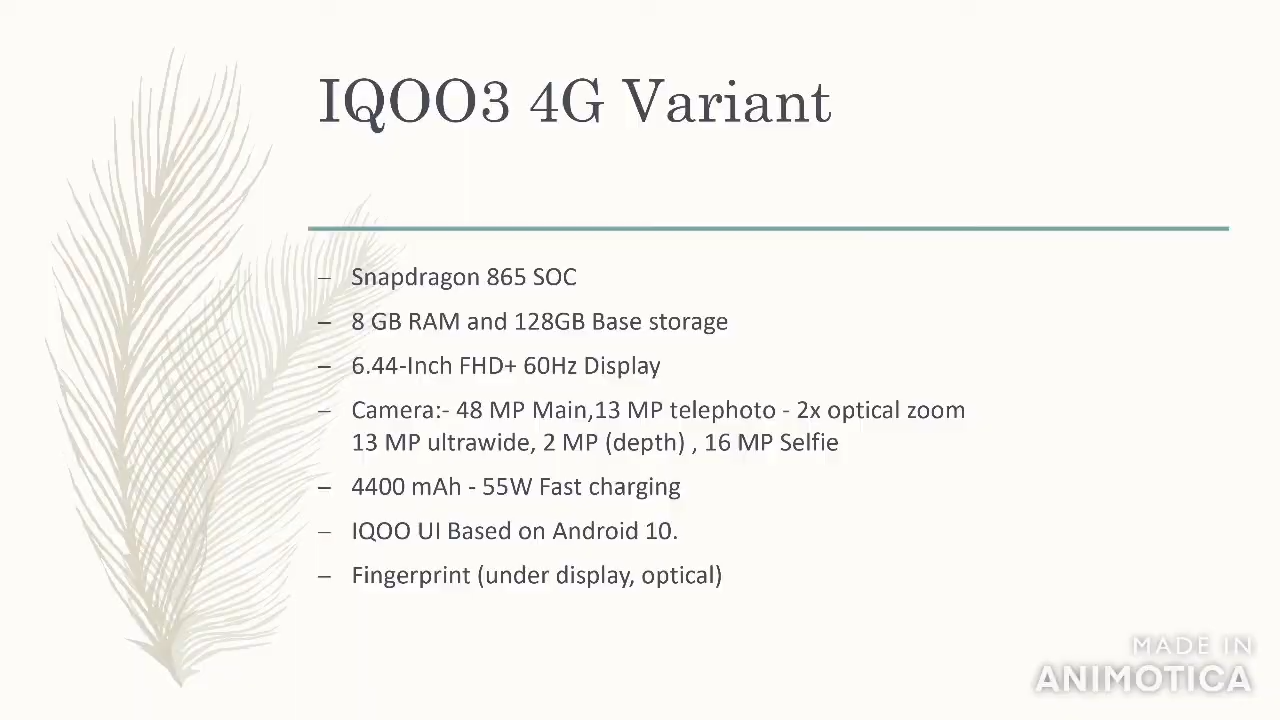 IQOO3 4G Variant
– Snapdragon 865 SOC
– 8 GB RAM and 128GB Base storage
– 6.44-Inch FHD+ 60Hz Display
– Camera:- 48 MP Main,13 MP telephoto - 2x optical zoom
13 MP ultrawide, 2 MP (depth) , 16 MP Selfie
– 4400 mAh - 55W Fast charging
– IQOO UI Based on Android 10.
– Fingerprint (under display, optical)
MADE IN
ANIMOTICA